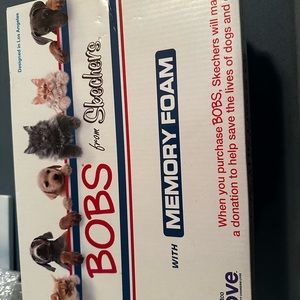 Designed in Los Angeles
BOBS
from Skechers
WITH MEMORY FOAM
When you purchase BOBS, Skechers will ma
a donation to help save the lives of dogs and